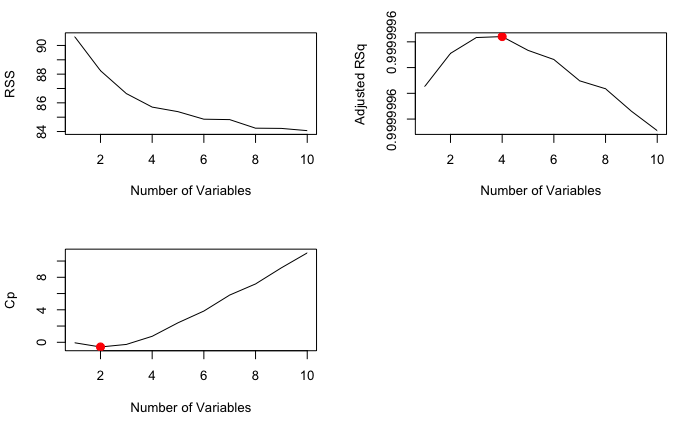 RSS
84 86 88 90
2 4 6 8 10
Number of Variables
Adjusted RSq
0.9999996 0.9999996
2 4 6 8 10
Number of Variables
Cp
0 4 8
2 4 6 8 10
Number of Variables